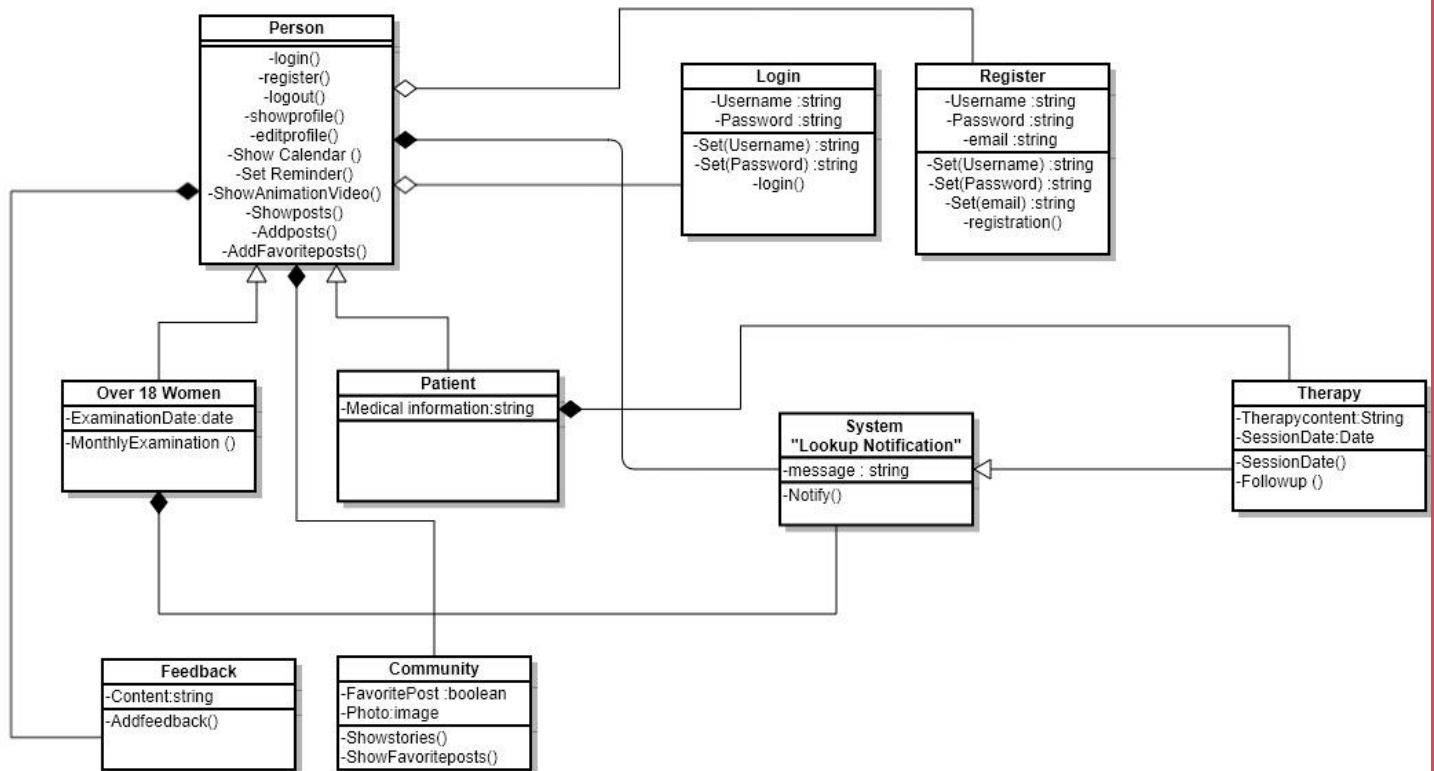 Person
-login()
-register()
-logout()
-showprofile()
-editprofile()
-Show Calendar ()
-Set Reminder()
-ShowAnimationVideo()
-Showposts()
-Addposts()
-AddFavoriteposts()
Login
-Username :string
-Password :string
-Set(Username) :string
-Set(Password) :string
-login()
Register
-Username :string
-Password :string
-email :string
-Set(Username) :string
-Set(Password) :string
-Set(email) :string
-registration()
Over 18 Women
-ExaminationDate:date
-MonthlyExamination ()
Patient
-Medical information:string
System
"Lookup Notification"
-message : string
-Notify()
Therapy
-Therapycontent:String
-SessionDate:Date
-SessionDate()
-Followup ()
Feedback
-Content:string
-Addfeedback()
Community
-FavoritePost :boolean
-Photo:image
-Showstories()
-ShowFavoriteposts()